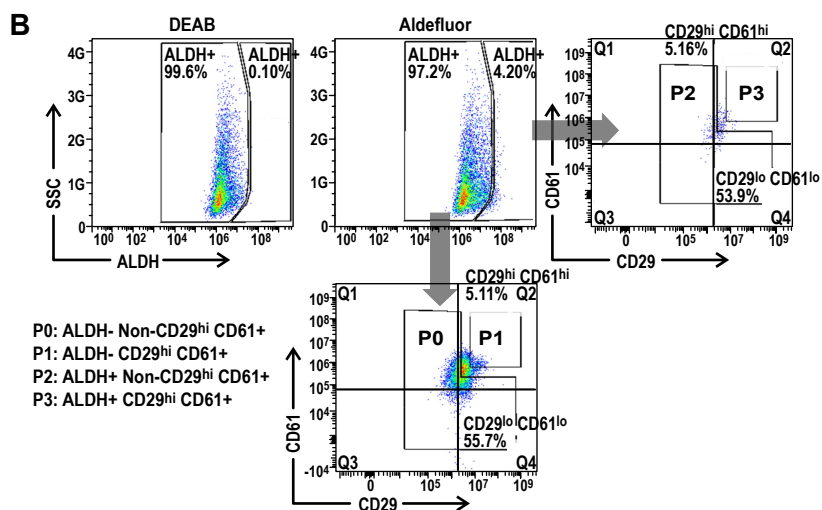 B
DEAB
ALDH+
99.6%
ALDH+
0.10%
4G
3G
2G
1G
0
SSC
10⁰ 10² 10⁴ 10⁶ 10⁸
ALDH
Aldefluor
ALDH+
97.2%
ALDH+
4.20%
4G
3G
2G
1G
0
10⁰ 10² 10⁴ 10⁶ 10⁸
CD29ʰⁱ CD61ʰⁱ
5.16%
Q1
Q2
P2
P3
10⁹
10⁸
10⁷
10⁶
10⁵
10⁴
CD61
CD29ˡᵒ CD61ˡᵒ
53.9%
Q3
Q4
0 10⁵ 10⁷ 10⁹
CD29
P0: ALDH- Non-CD29ʰⁱ CD61+
P1: ALDH- CD29ʰⁱ CD61+
P2: ALDH+ Non-CD29ʰⁱ CD61+
P3: ALDH+ CD29ʰⁱ CD61+
CD29ʰⁱ CD61ʰⁱ
5.11%
Q1
Q2
P0
P1
10⁹
10⁸
10⁷
10⁶
10⁵
10⁴
-10⁴
CD61
CD29ˡᵒ CD61ˡᵒ
55.7%
Q3
Q4
0 10⁵ 10⁷ 10⁹
CD29